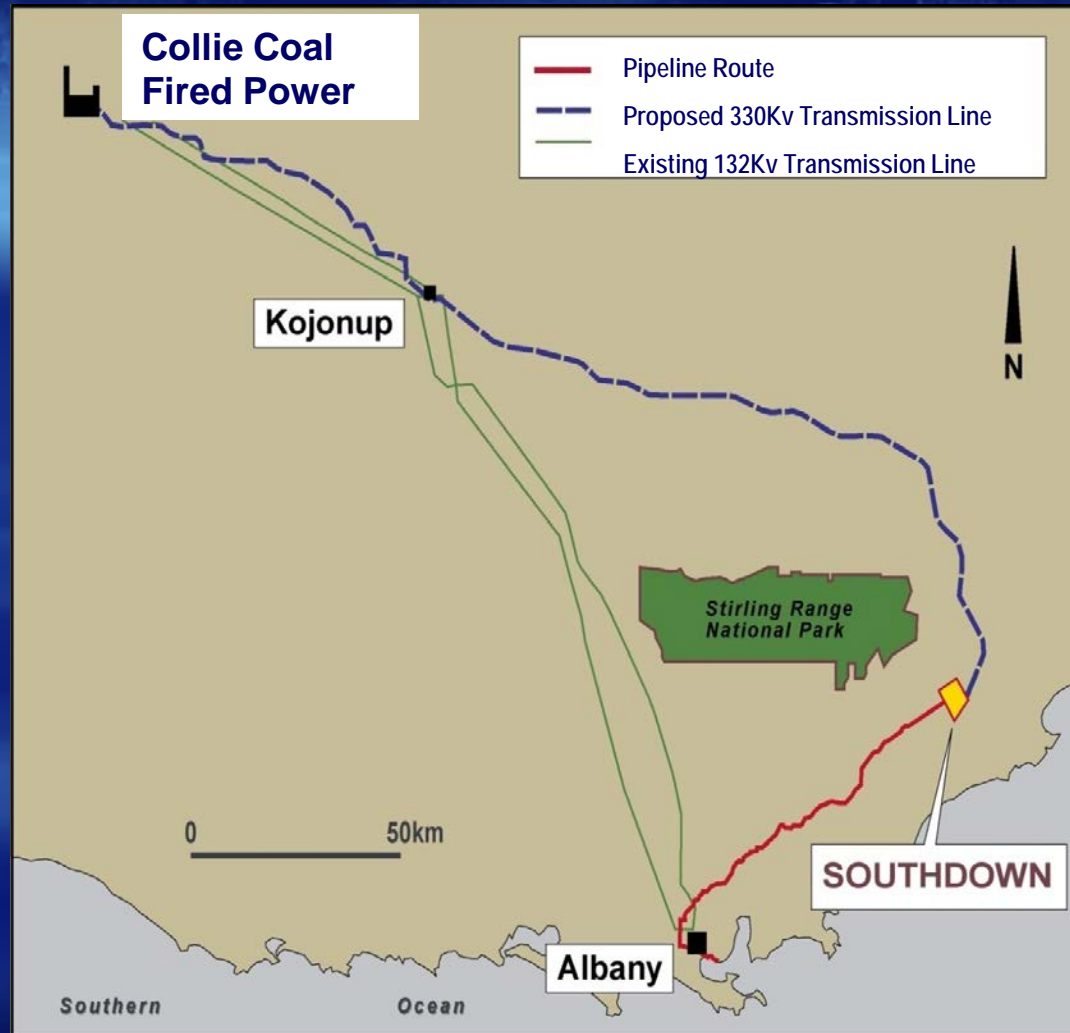 Collie Coal
Fired Power
Pipeline Route
Proposed 330Kv Transmission Line
Existing 132Kv Transmission Line
N
Kojonup
Stirling Range
National Park
0 50km
SOUTHDOWN
Albany
Southern Ocean